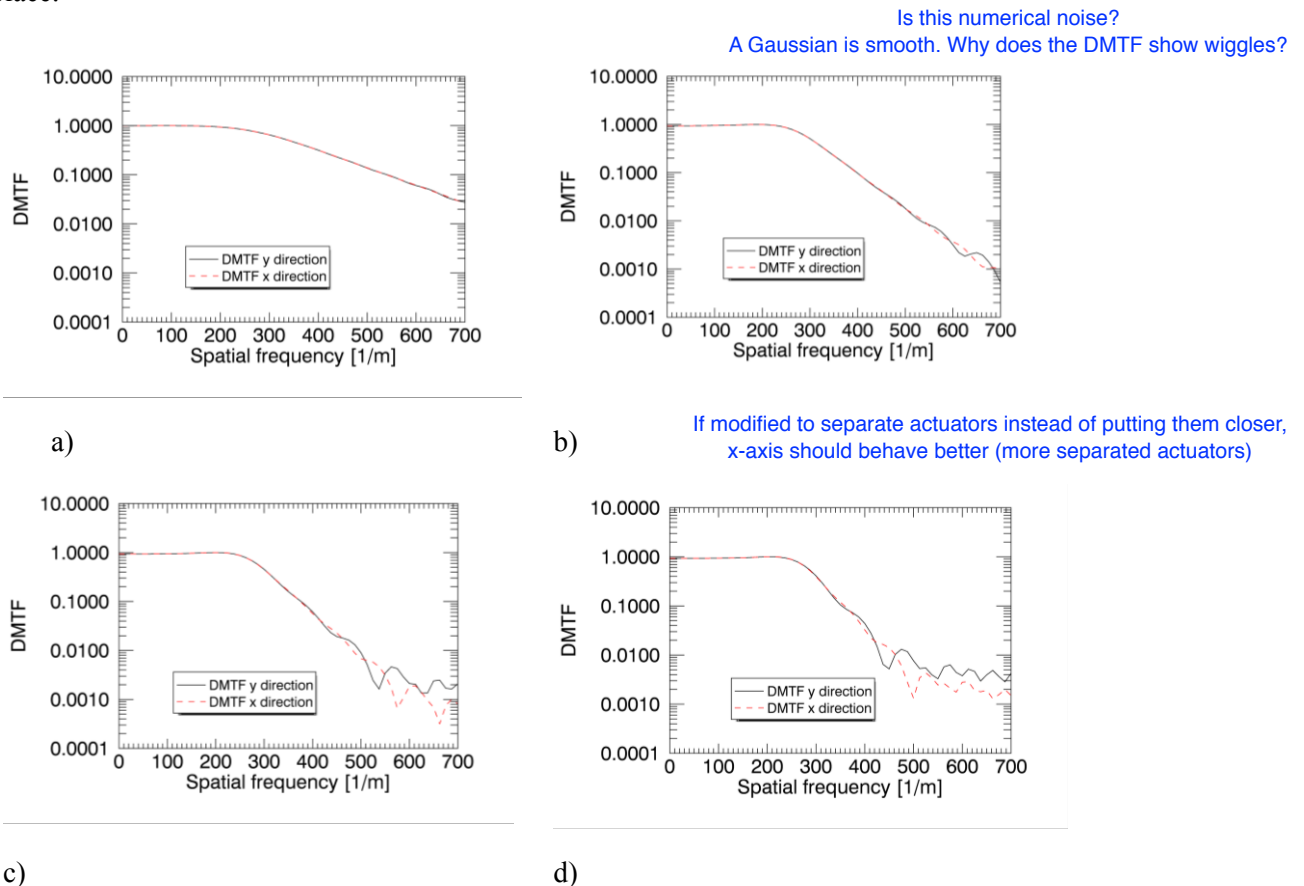 Is this numerical noise?
A Gaussian is smooth. Why does the DMTF show wiggles?
10.0000
1.0000
0.1000
0.0100
0.0010
0.0001
DMTF
DMTF y direction
DMTF x direction
0 100 200 300 400 500 600 700
Spatial frequency [1/m]
10.0000
1.0000
0.1000
0.0100
0.0010
0.0001
DMTF
DMTF y direction
DMTF x direction
0 100 200 300 400 500 600 700
Spatial frequency [1/m]
a)
b)
If modified to separate actuators instead of putting them closer,
x-axis should behave better (more separated actuators)
10.0000
1.0000
0.1000
0.0100
0.0010
0.0001
DMTF
DMTF y direction
DMTF x direction
0 100 200 300 400 500 600 700
Spatial frequency [1/m]
10.0000
1.0000
0.1000
0.0100
0.0010
0.0001
DMTF
DMTF y direction
DMTF x direction
0 100 200 300 400 500 600 700
Spatial frequency [1/m]
c)
d)